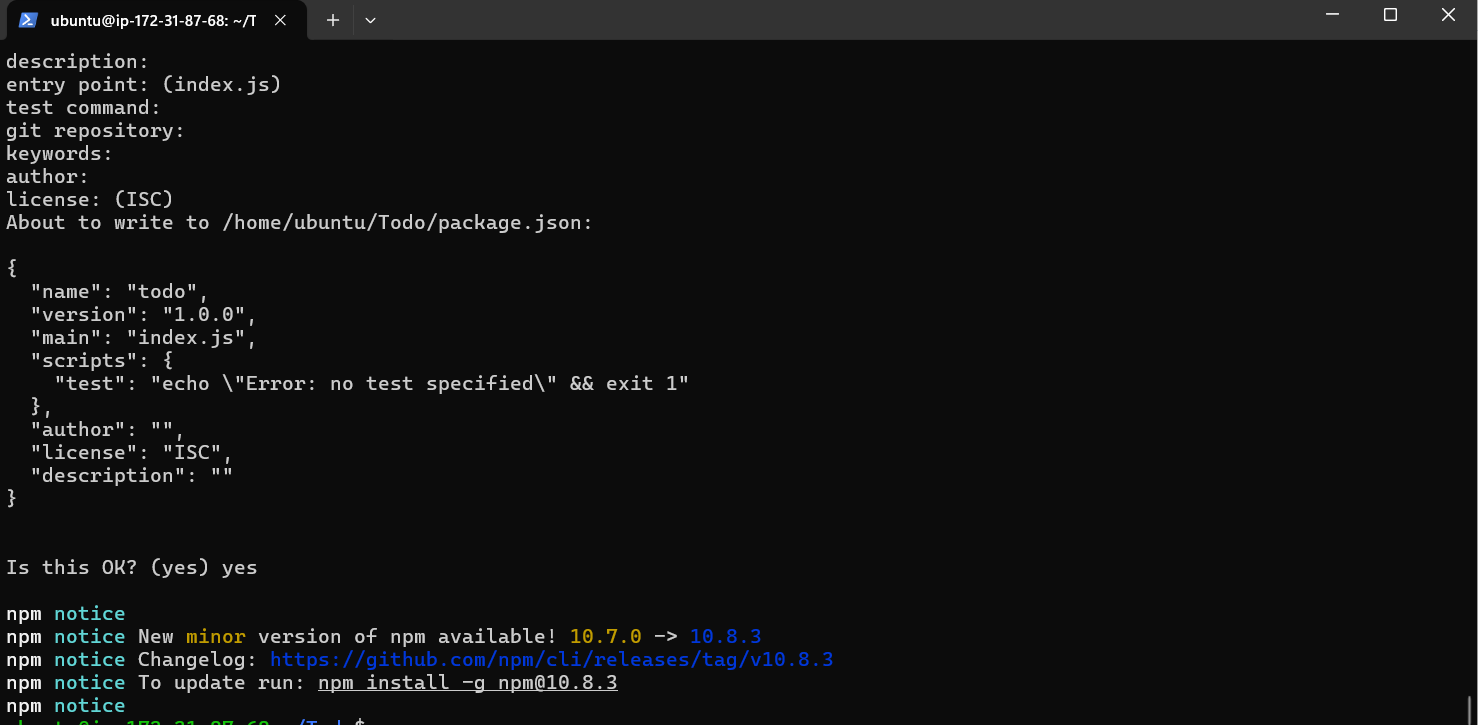 ubuntu@ip-172-31-87-68: ~/T
description:
entry point: (index.js)
test command:
git repository:
keywords:
author:
license: (ISC)
About to write to /home/ubuntu/Todo/package.json:
{
  "name": "todo",
  "version": "1.0.0",
  "main": "index.js",
  "scripts": {
    "test": "echo \"Error: no test specified\" && exit 1"
  },
  "author": "",
  "license": "ISC",
  "description": ""
}
Is this OK? (yes) yes
npm notice
npm notice New minor version of npm available! 10.7.0 -> 10.8.3
npm notice Changelog: https://github.com/npm/cli/releases/tag/v10.8.3
npm notice To update run: npm install -g npm@10.8.3
npm notice